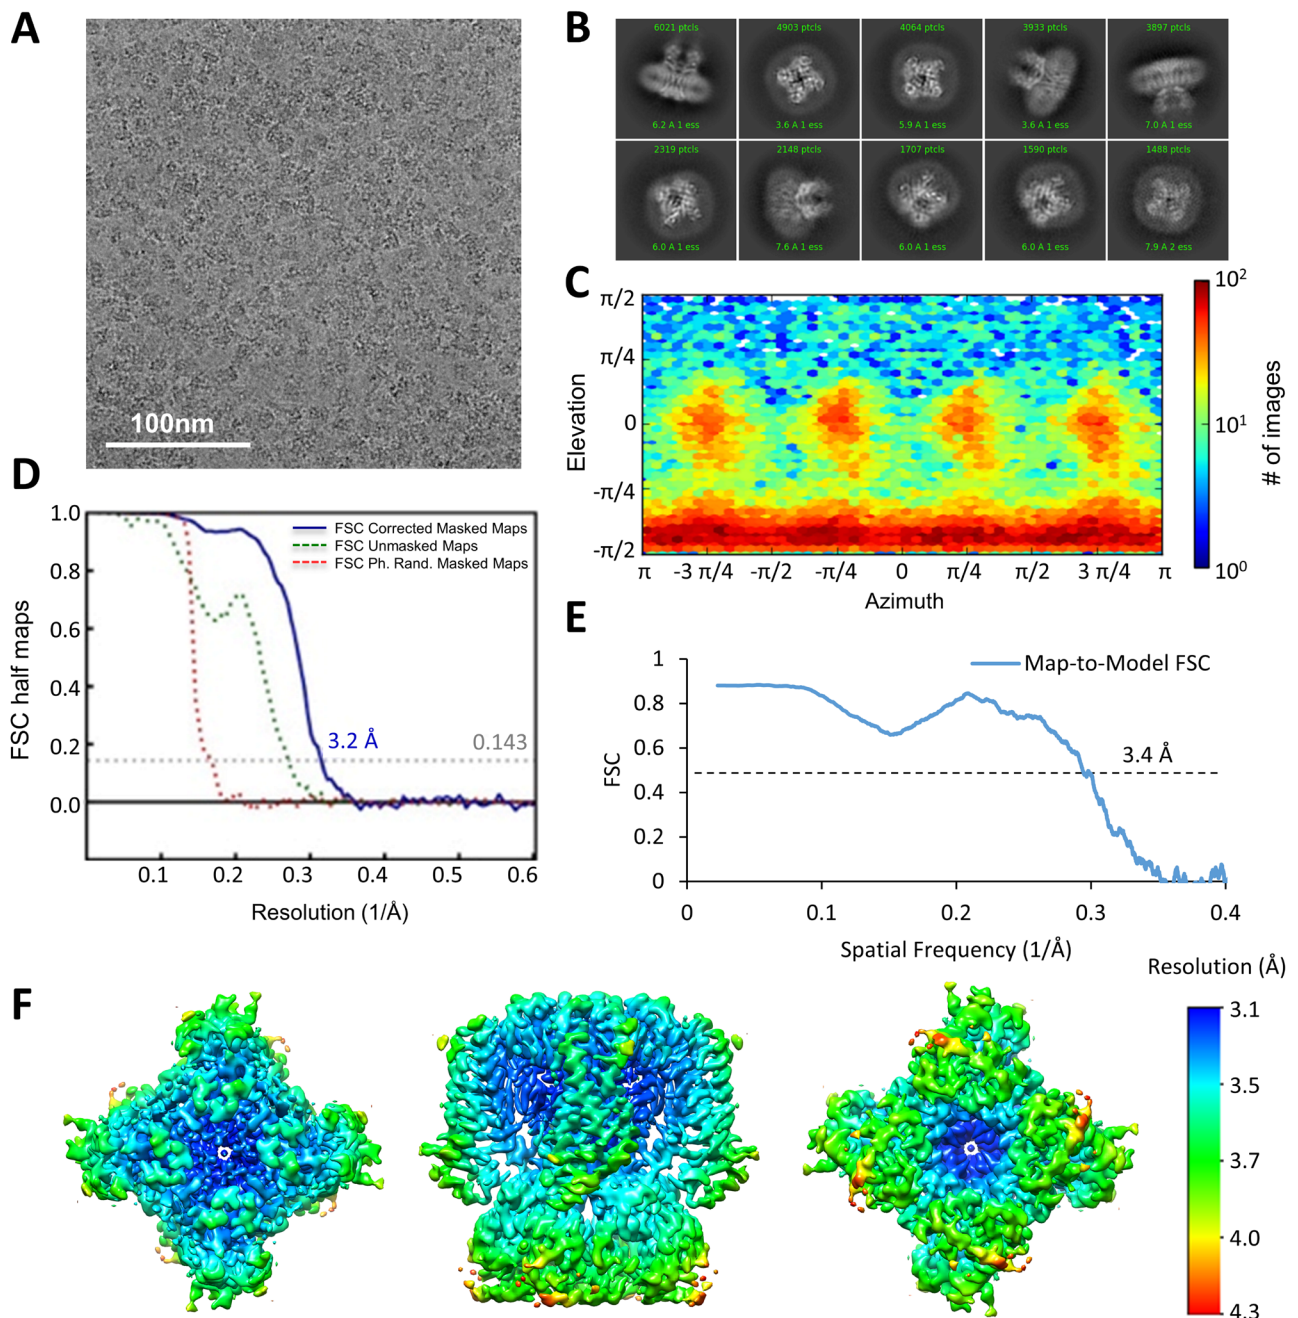 A
100nm
B
6021 ptcls
4903 ptcls
4064 ptcls
3933 ptcls
3897 ptcls
6.2 A 1 ess
3.6 A 1 ess
5.9 A 1 ess
3.6 A 1 ess
7.0 A 1 ess
2319 ptcls
2148 ptcls
1707 ptcls
1590 ptcls
1488 ptcls
6.0 A 1 ess
7.6 A 1 ess
6.0 A 1 ess
6.0 A 1 ess
7.9 A 2 ess
C
π/2
π/4
0
-π/4
-π/2
Elevation
π
-3 π/4
-π/2
-π/4
0
π/4
π/2
3 π/4
π
Azimuth
10²
10¹
10⁰
# of images
D
1.0
0.8
0.6
0.4
0.2
0.0
FSC half maps
FSC Corrected Masked Maps
FSC Unmasked Maps
FSC Ph. Rand. Masked Maps
3.2 Å
0.143
0.1
0.2
0.3
0.4
0.5
0.6
Resolution (1/Å)
E
1
0.8
0.6
0.4
0.2
0
FSC
Map-to-Model FSC
3.4 Å
0
0.1
0.2
0.3
0.4
Spatial Frequency (1/Å)
F
Resolution (Å)
3.1
3.5
3.7
4.0
4.3